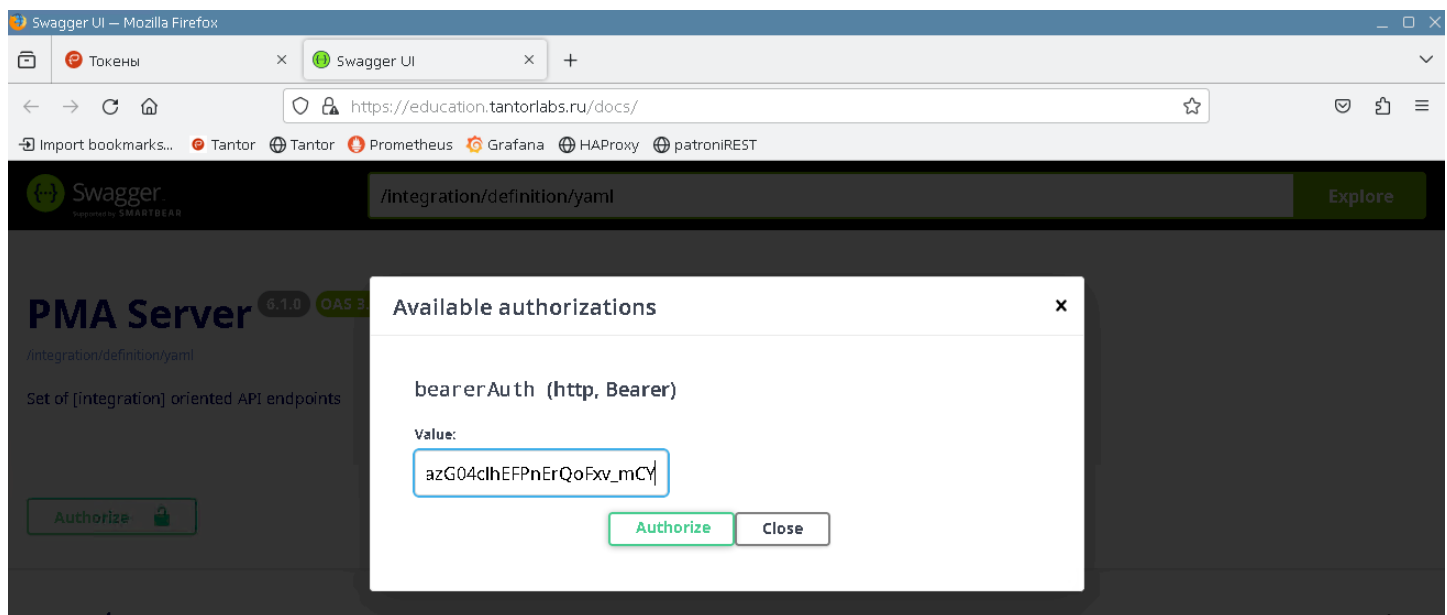 Swagger UI — Mozilla Firefox
Токены
Swagger UI
https://education.tantorlabs.ru/docs/
Import bookmarks... Tantor Tantor Prometheus Grafana HAProxy patroniREST
Swagger.
Supported by SMARTBEAR
/integration/definition/yaml
Explore
PMA Server 6.1.0 OAS 3.
/integration/definition/yaml
Set of [integration] oriented API endpoints
Authorize
Available authorizations
bearerAuth (http, Bearer)
Value:
azG04clhEFPnErQoFxv_mCY
Authorize Close